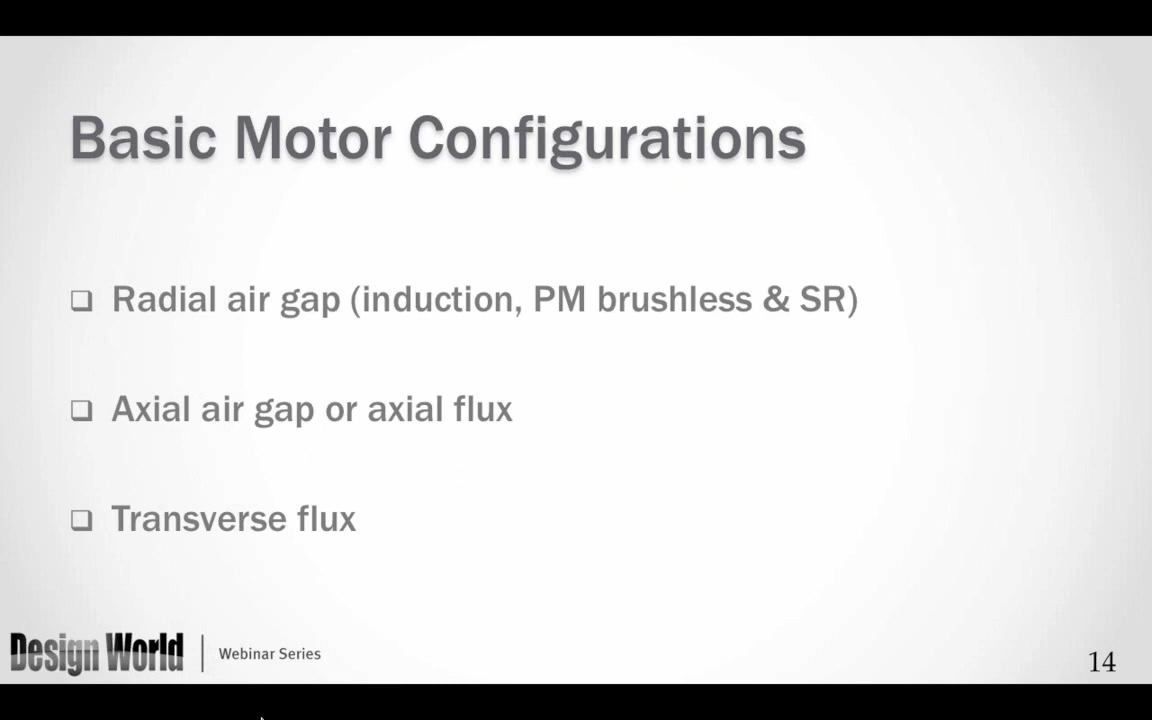 Basic Motor Configurations
Radial air gap (induction, PM brushless & SR)
Axial air gap or axial flux
Transverse flux
Design World
Webinar Series
14